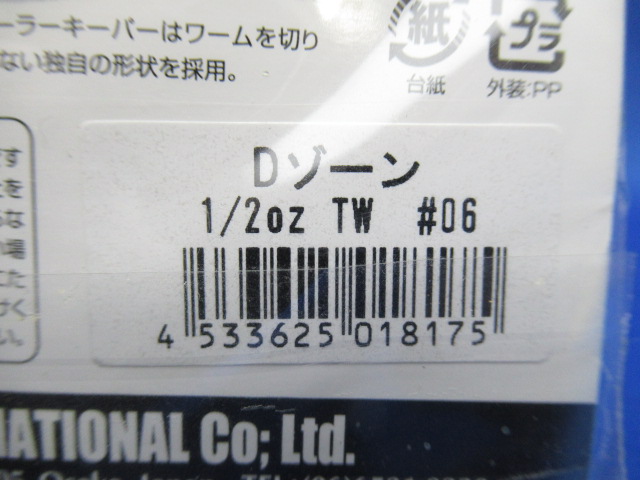 ーラーキーパーはワームを切り
ない独自の形状を採用。
紙
台紙
プラ
外装:PP
Dゾーン
1/2oz TW #06
4 533625 018175
NATIONAL Co; Ltd.